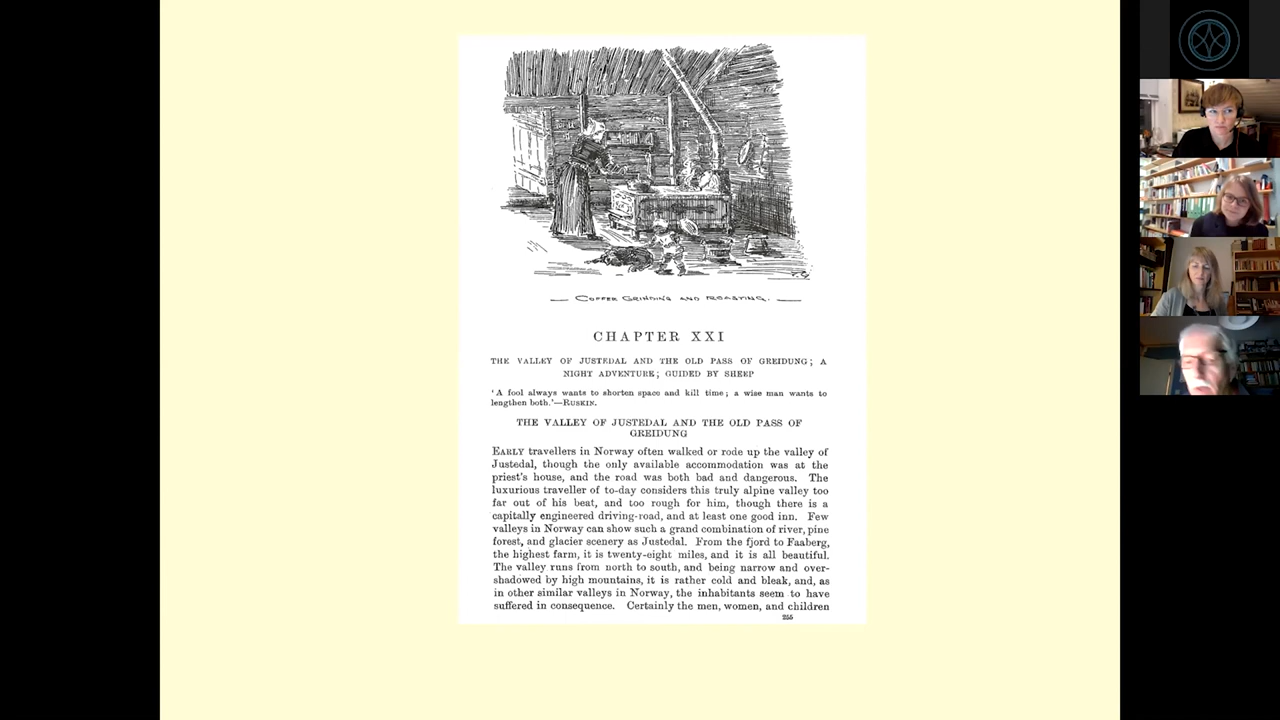 COFFEE GRINDING AND ROASTING.
CHAPTER XXI
THE VALLEY OF JUSTEDAL AND THE OLD PASS OF GREIDUNG; A
NIGHT ADVENTURE; GUIDED BY SHEEP
‘A fool always wants to shorten space and kill time; a wise man wants to
lengthen both.’—RUSKIN.
THE VALLEY OF JUSTEDAL AND THE OLD PASS OF
GREIDUNG
EARLY travellers in Norway often walked or rode up the valley of
Justedal, though the only available accommodation was at the
priest's house, and the road was both bad and dangerous. The
luxurious traveller of to-day considers this truly alpine valley too
far out of his beat, and too rough for him, though there is a
capitally engineered driving-road, and at least one good inn. Few
valleys in Norway can show such a grand combination of river, pine
forest, and glacier scenery as Justedal. From the fjord to Faaberg,
the highest farm, it is twenty-eight miles, and it is all beautiful.
The valley runs from north to south, and being narrow and over-
shadowed by high mountains, it is rather cold and bleak, and, as
in other similar valleys in Norway, the inhabitants seem to have
suffered in consequence. Certainly the men, women, and children
255